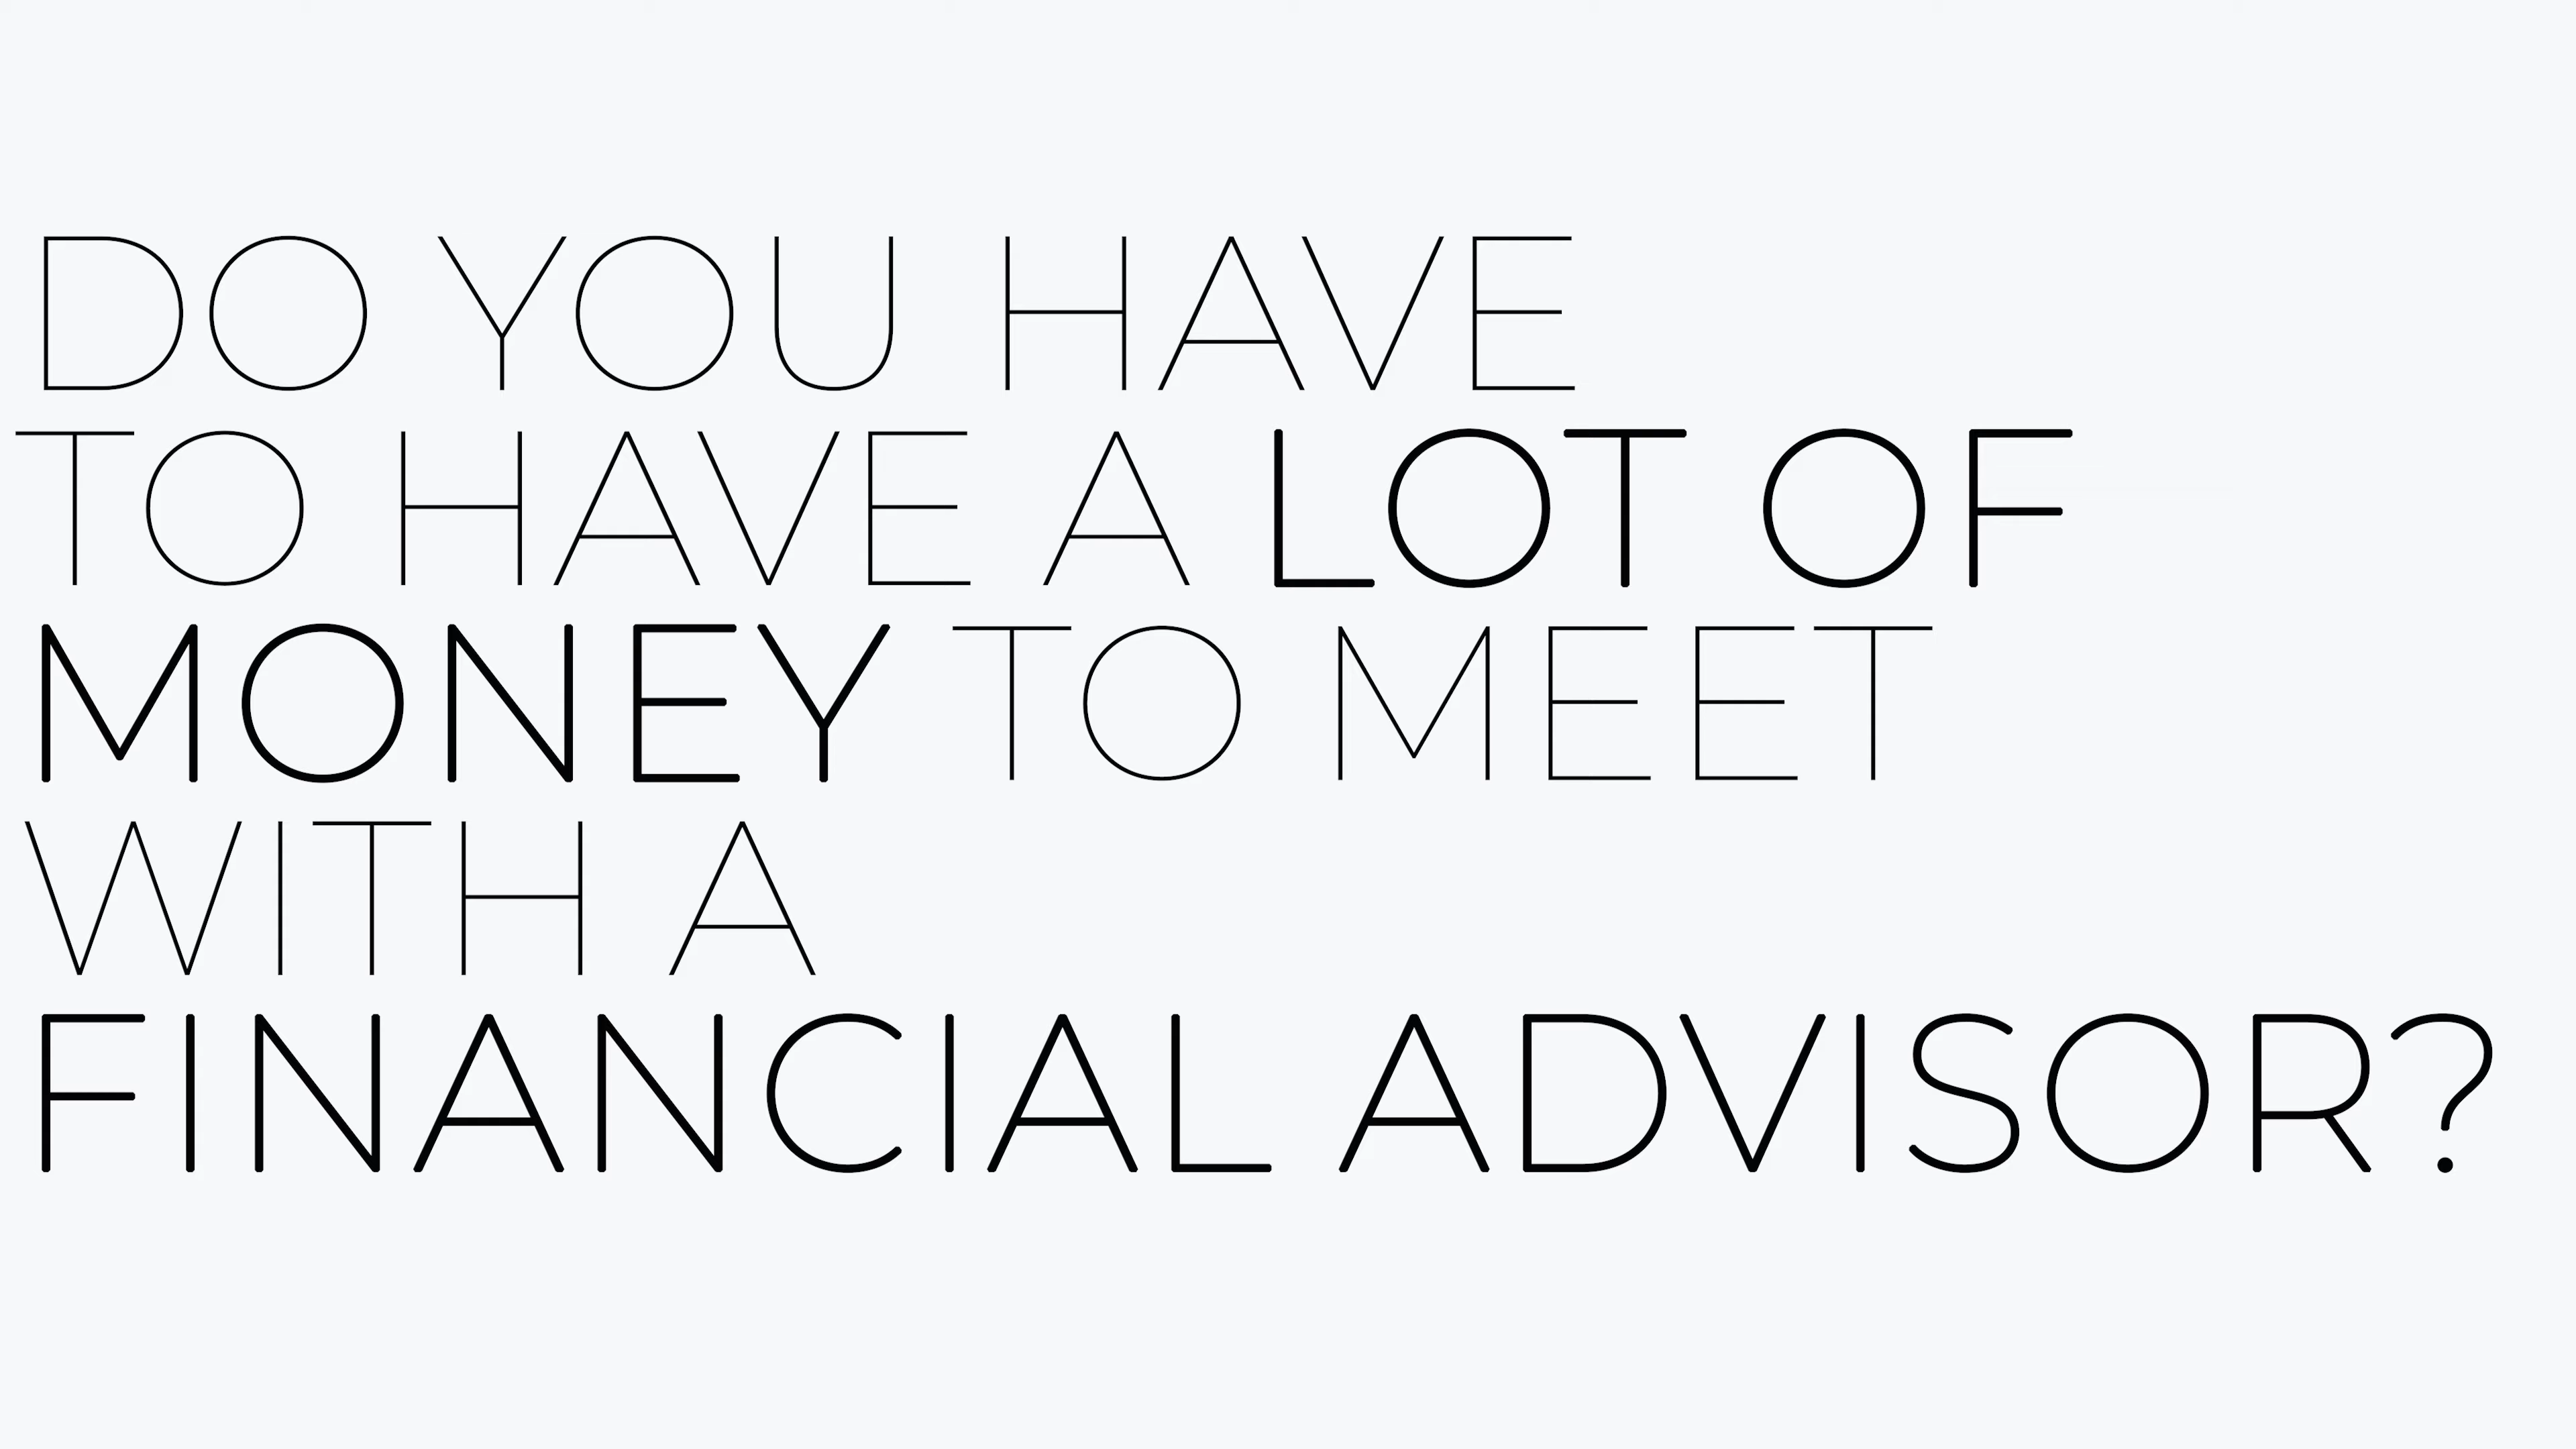 DO YOU HAVE
TO HAVE A LOT OF
MONEY TO MEET
WITH A
FINANCIAL ADVISOR?